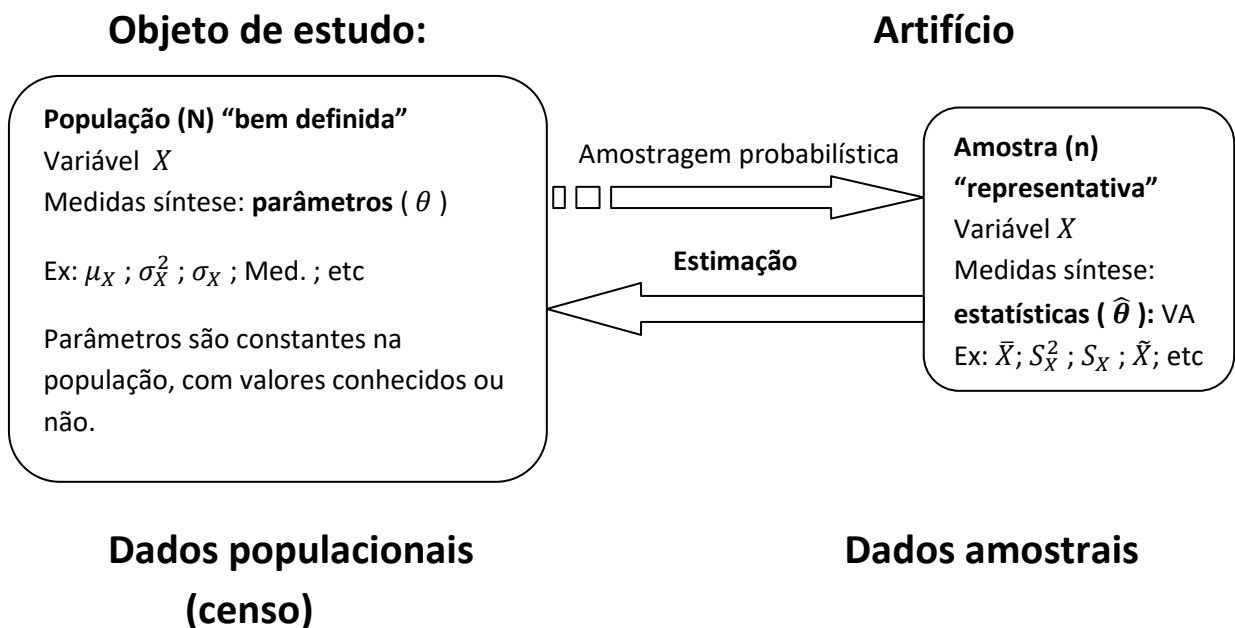 Objeto de estudo:
Artifício
População (N) “bem definida”
Variável X
Medidas síntese: parâmetros ( θ )
Ex: μ_X ; σ_X^2 ; σ_X ; Med. ; etc
Parâmetros são constantes na
população, com valores conhecidos ou
não.
Amostragem probabilística
Estimação
Amostra (n)
“representativa”
Variável X
Medidas síntese:
estatísticas ( θ̂ ): VA
Ex: X̄; S_X^2 ; S_X ; X̃; etc
Dados populacionais
(censo)
Dados amostrais